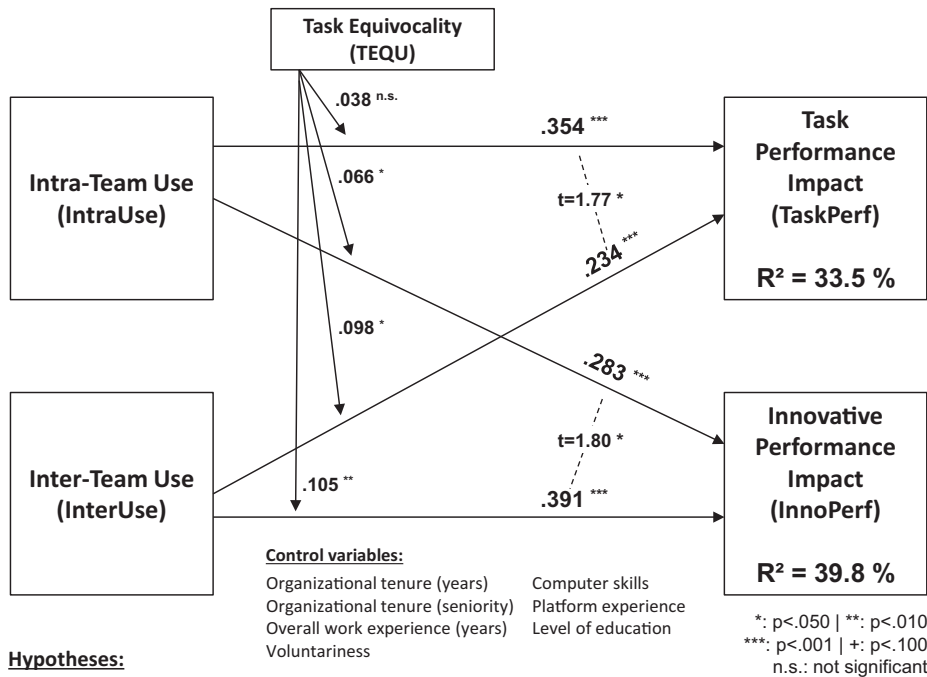 Task Equivocality
(TEQU)
.038 n.s.
.354 ***
Intra-Team Use
(IntraUse)
.066 *
t=1.77 *
.234 ***
Task
Performance
Impact
(TaskPerf)
R² = 33.5 %
.098 *
.283 ***
Inter-Team Use
(InterUse)
t=1.80 *
.105 **
.391 ***
Innovative
Performance
Impact
(InnoPerf)
R² = 39.8 %
Control variables:
Organizational tenure (years)
Organizational tenure (seniority)
Overall work experience (years)
Voluntariness
Computer skills
Platform experience
Level of education
*: p<.050 | **: p<.010
***: p<.001 | +: p<.100
n.s.: not significant
Hypotheses: